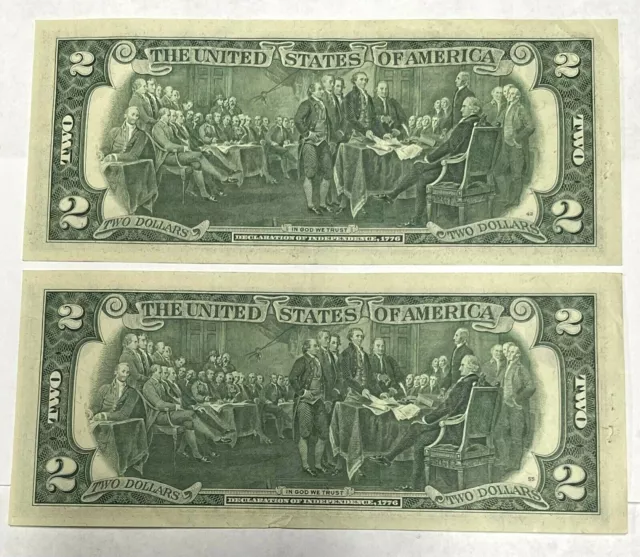 2 THE UNITED STATES OF AMERICA 2
TWO TWO
2 TWO DOLLARS IN GOD WE TRUST TWO DOLLARS 2
DECLARATION OF INDEPENDENCE, 1776
2 THE UNITED STATES OF AMERICA 2
TWO TWO
2 TWO DOLLARS IN GOD WE TRUST TWO DOLLARS 2
DECLARATION OF INDEPENDENCE, 1776